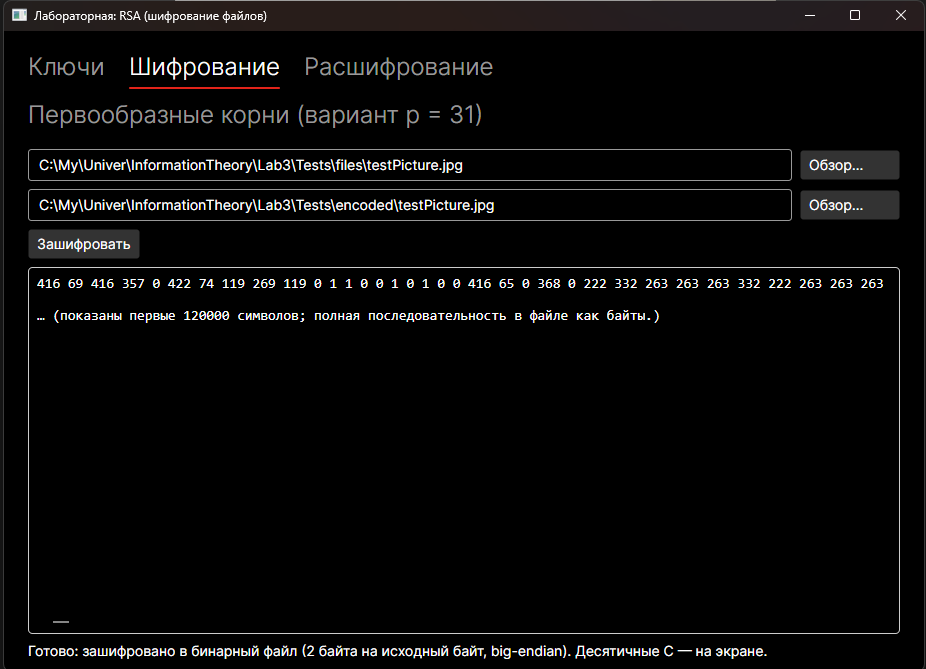 Лабораторная: RSA (шифрование файлов)
Ключи Шифрование Расшифрование
Первообразные корни (вариант p = 31)
C:\My\Univer\InformationTheory\Lab3\Tests\files\testPicture.jpg Обзор...
C:\My\Univer\InformationTheory\Lab3\Tests\encoded\testPicture.jpg Обзор...
Зашифровать
416 69 416 357 0 422 74 119 269 119 0 1 1 0 0 1 0 1 0 0 416 65 0 368 0 222 332 263 263 263 332 222 263 263 263
… (показаны первые 120000 символов; полная последовательность в файле как байты.)
Готово: зашифровано в бинарный файл (2 байта на исходный байт, big-endian). Десятичные C — на экране.